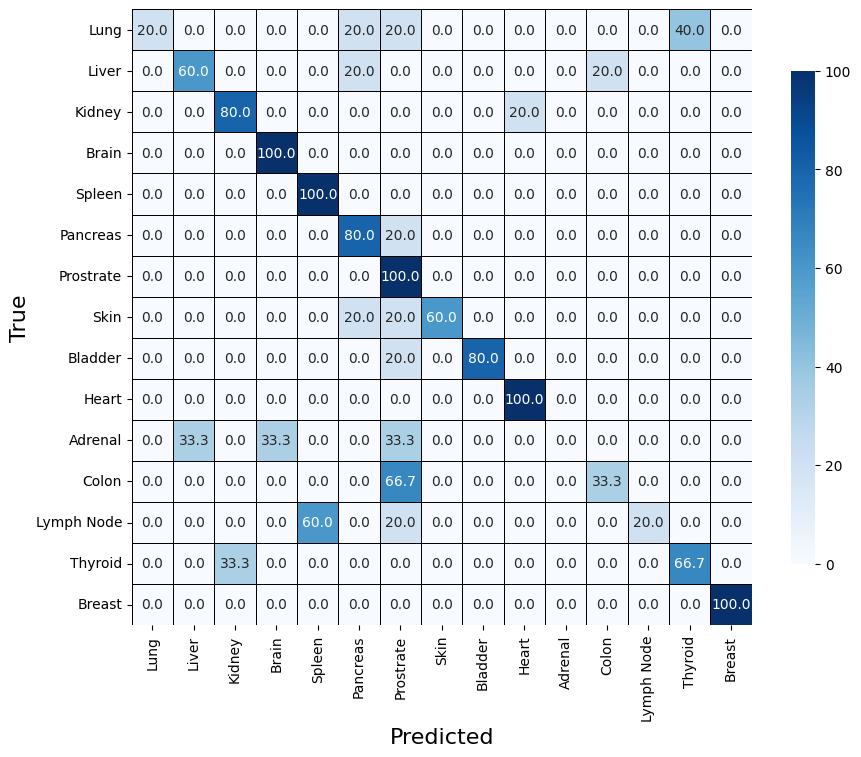 Lung 20.0 0.0 0.0 0.0 0.0 20.0 20.0 0.0 0.0 0.0 0.0 0.0 0.0 40.0 0.0
Liver 0.0 60.0 0.0 0.0 0.0 20.0 0.0 0.0 0.0 0.0 0.0 20.0 0.0 0.0 0.0
Kidney 0.0 0.0 80.0 0.0 0.0 0.0 0.0 0.0 0.0 20.0 0.0 0.0 0.0 0.0 0.0
Brain 0.0 0.0 0.0 100.0 0.0 0.0 0.0 0.0 0.0 0.0 0.0 0.0 0.0 0.0 0.0
Spleen 0.0 0.0 0.0 0.0 100.0 0.0 0.0 0.0 0.0 0.0 0.0 0.0 0.0 0.0 0.0
Pancreas 0.0 0.0 0.0 0.0 0.0 80.0 20.0 0.0 0.0 0.0 0.0 0.0 0.0 0.0 0.0
Prostrate 0.0 0.0 0.0 0.0 0.0 0.0 100.0 0.0 0.0 0.0 0.0 0.0 0.0 0.0 0.0
Skin 0.0 0.0 0.0 0.0 0.0 20.0 20.0 60.0 0.0 0.0 0.0 0.0 0.0 0.0 0.0
Bladder 0.0 0.0 0.0 0.0 0.0 0.0 20.0 0.0 80.0 0.0 0.0 0.0 0.0 0.0 0.0
Heart 0.0 0.0 0.0 0.0 0.0 0.0 0.0 0.0 0.0 100.0 0.0 0.0 0.0 0.0 0.0
Adrenal 0.0 33.3 0.0 33.3 0.0 0.0 33.3 0.0 0.0 0.0 0.0 0.0 0.0 0.0 0.0
Colon 0.0 0.0 0.0 0.0 0.0 0.0 66.7 0.0 0.0 0.0 0.0 33.3 0.0 0.0 0.0
Lymph Node 0.0 0.0 0.0 0.0 60.0 0.0 20.0 0.0 0.0 0.0 0.0 0.0 20.0 0.0 0.0
Thyroid 0.0 0.0 33.3 0.0 0.0 0.0 0.0 0.0 0.0 0.0 0.0 0.0 0.0 66.7 0.0
Breast 0.0 0.0 0.0 0.0 0.0 0.0 0.0 0.0 0.0 0.0 0.0 0.0 0.0 0.0 100.0
Lung Liver Kidney Brain Spleen Pancreas Prostrate Skin Bladder Heart Adrenal Colon Lymph Node Thyroid Breast
Predicted
True
100
80
60
40
20
0